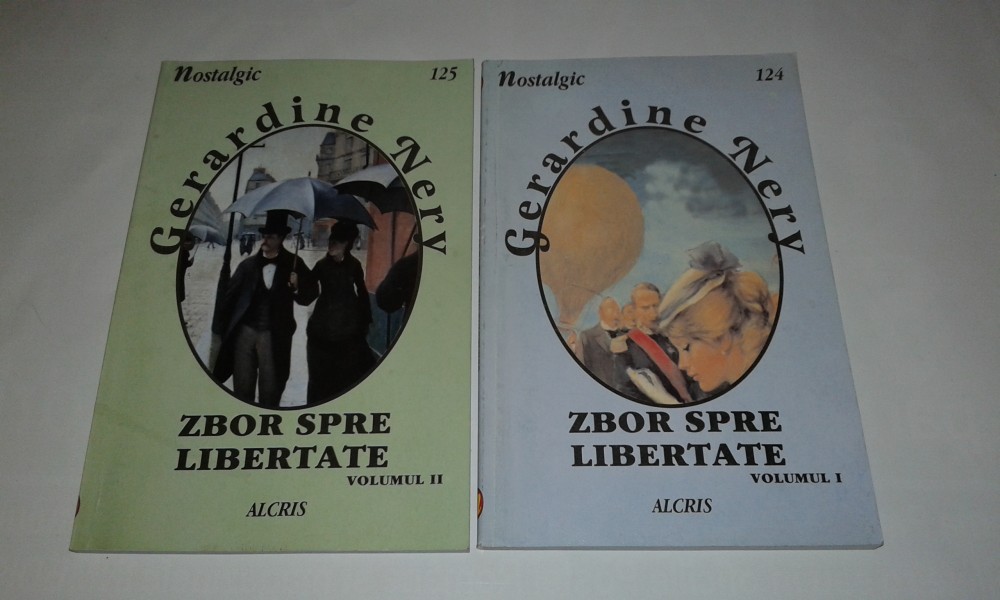 nostalgic 125
Gerardine Nery
ZBOR SPRE
LIBERTATE
VOLUMUL II
ALCRIS
nostalgic 124
Gerardine Nery
ZBOR SPRE
LIBERTATE
VOLUMUL I
ALCRIS